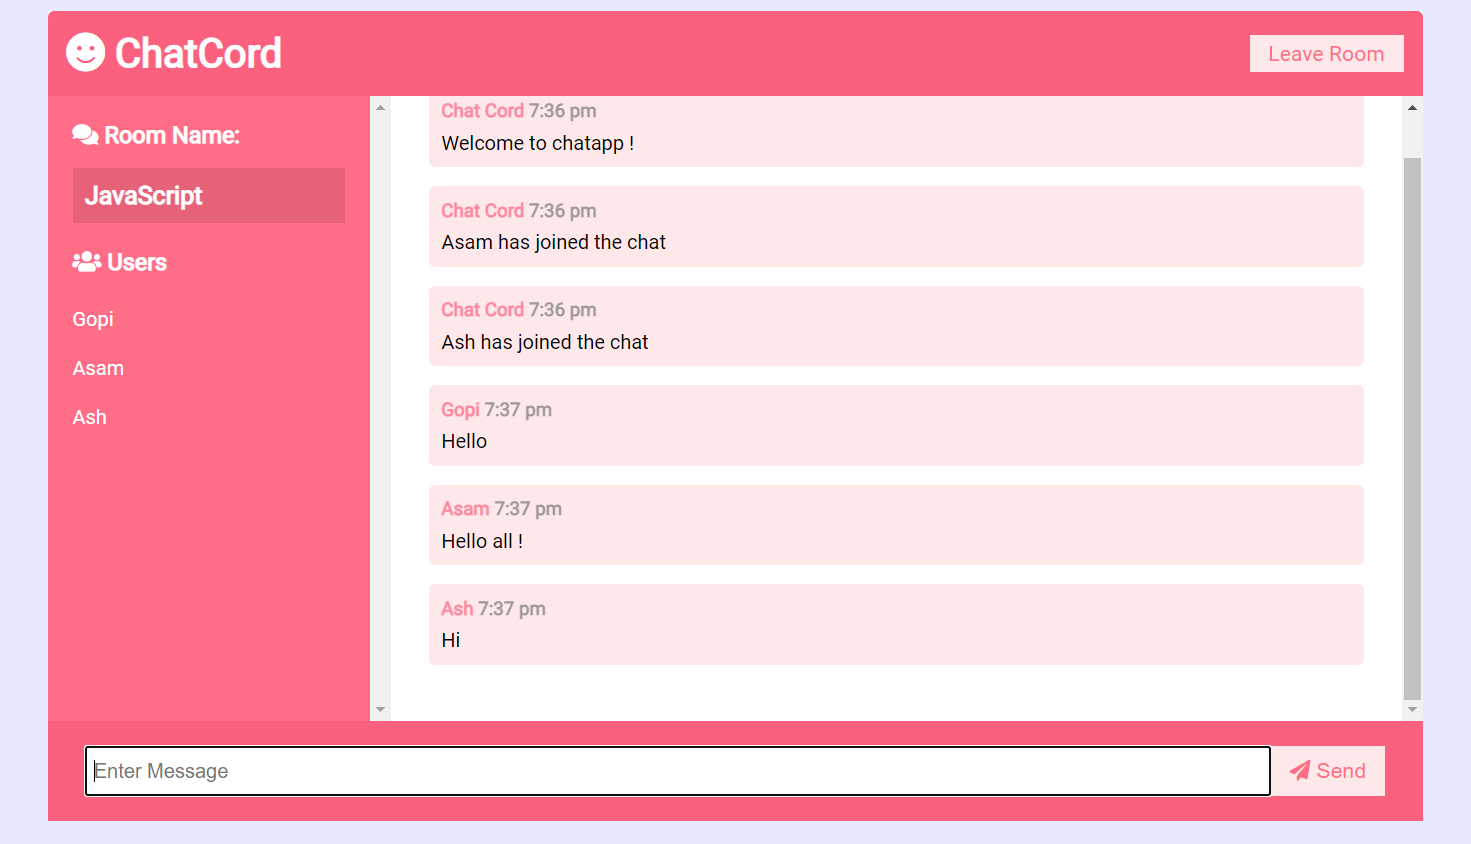 ChatCord
Leave Room
Room Name:
JavaScript
Users
Gopi
Asam
Ash
Chat Cord 7:36 pm
Welcome to chatapp !
Chat Cord 7:36 pm
Asam has joined the chat
Chat Cord 7:36 pm
Ash has joined the chat
Gopi 7:37 pm
Hello
Asam 7:37 pm
Hello all !
Ash 7:37 pm
Hi
Enter Message
Send